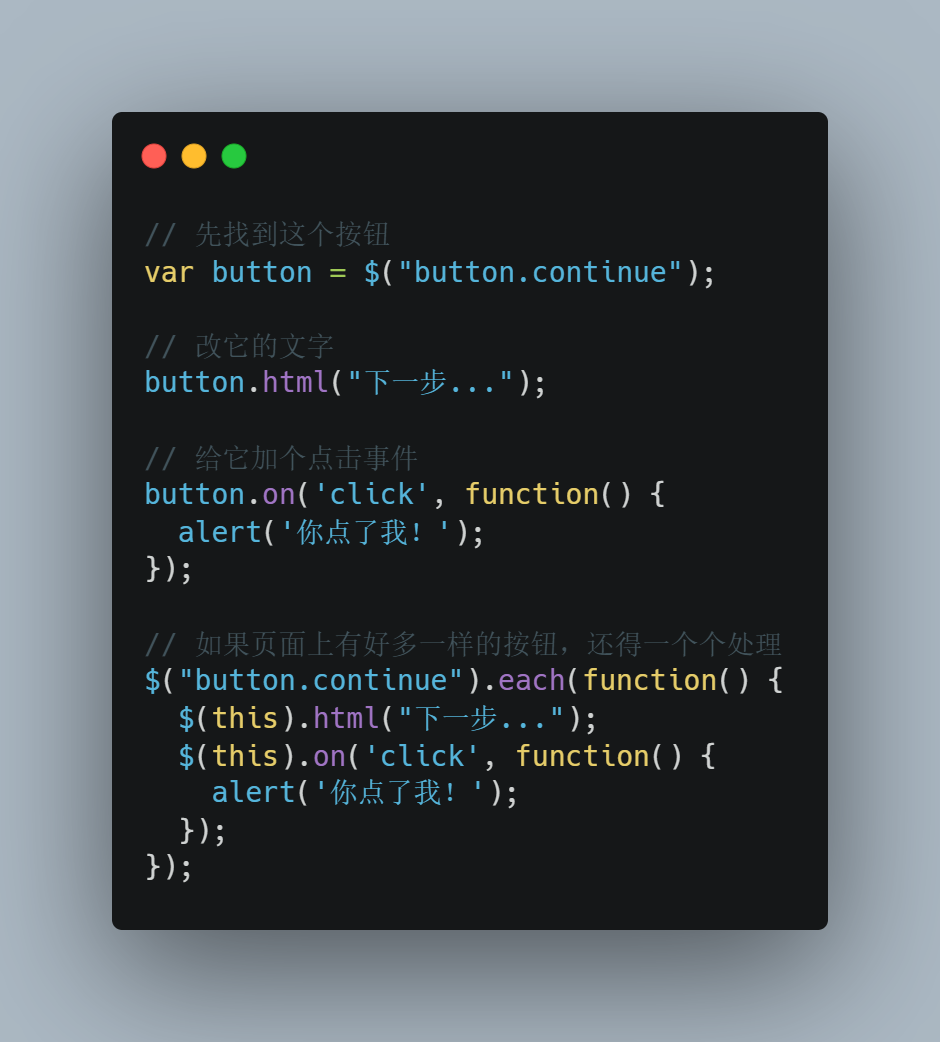 // 先找到这个按钮
var button = $("button.continue");
// 改它的文字
button.html("下一步...");
// 给它加个点击事件
button.on('click', function() {
  alert('你点了我！');
});
// 如果页面上有好多一样的按钮，还得一个个处理
$("button.continue").each(function() {
  $(this).html("下一步...");
  $(this).on('click', function() {
    alert('你点了我！');
  });
});